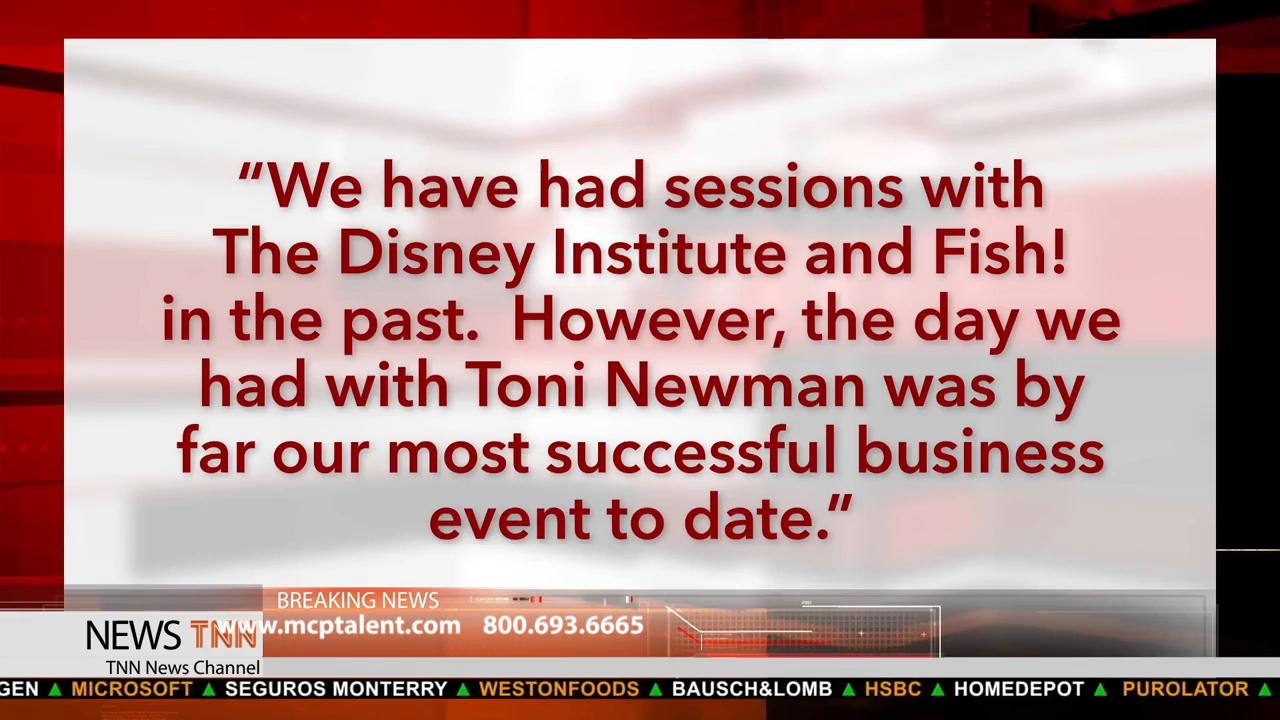 “We have had sessions with
The Disney Institute and Fish!
in the past.  However, the day we
had with Toni Newman was by
far our most successful business
event to date.”
BREAKING NEWS
NEWS TNN
www.mcptalent.com   800.693.6665
TNN News Channel
GEN ▲ MICROSOFT ▲ SEGUROS MONTERRY ▲ WESTONFOODS ▲ BAUSCH&LOMB ▲ HSBC ▲ HOMEDEPOT ▲ PUROLATOR ▲